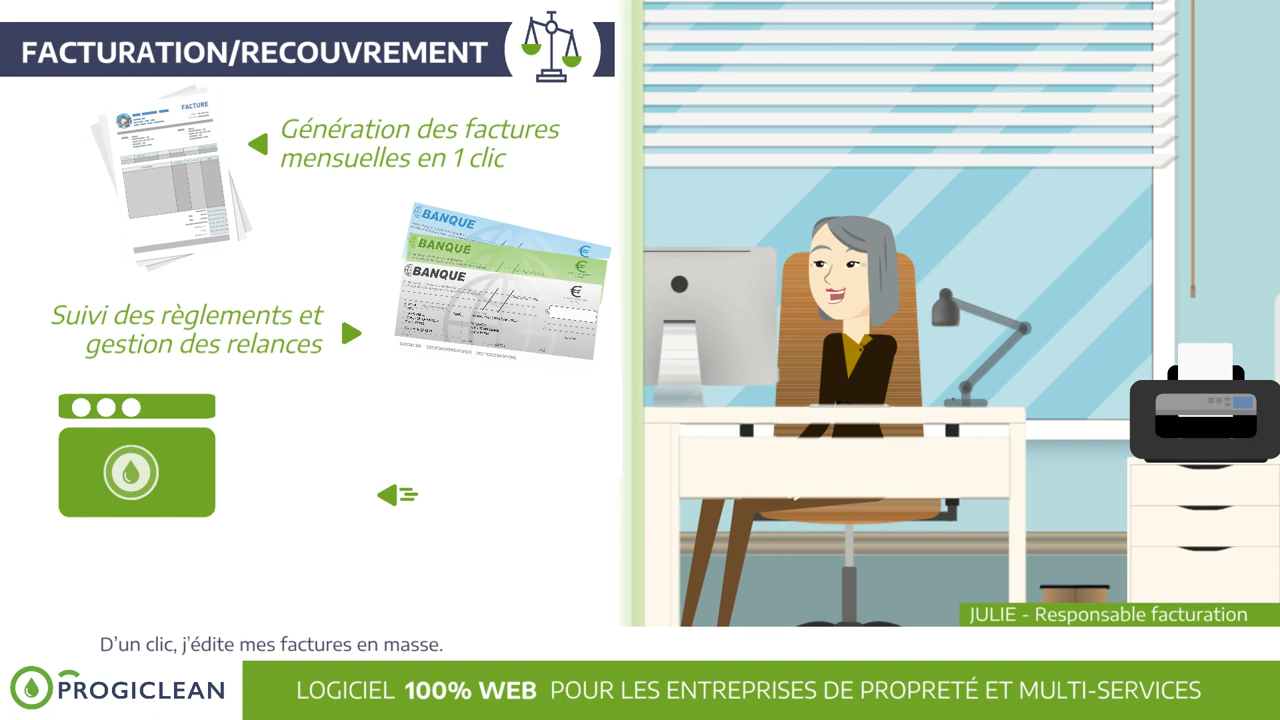 FACTURATION/RECOUVREMENT
FACTURE
Génération des factures
mensuelles en 1 clic
BANQUE
€
BANQUE
€
BANQUE
€
Suivi des règlements et
gestion des relances
JULIE - Responsable facturation
D'un clic, j'édite mes factures en masse.
PROGICLEAN
LOGICIEL 100% WEB POUR LES ENTREPRISES DE PROPRETÉ ET MULTI-SERVICES